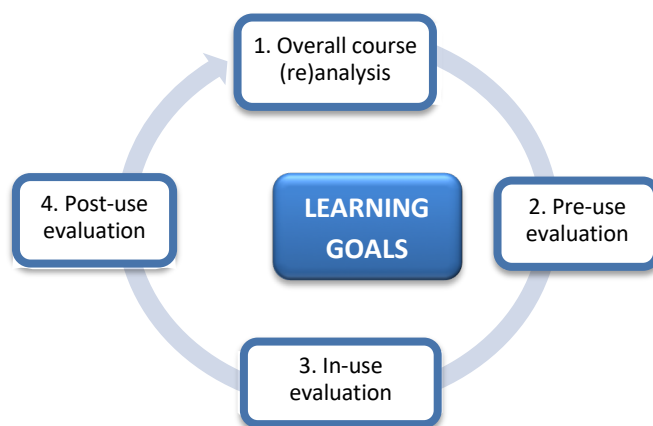 1. Overall course
(re)analysis
2. Pre-use
evaluation
3. In-use
evaluation
4. Post-use
evaluation
LEARNING
GOALS